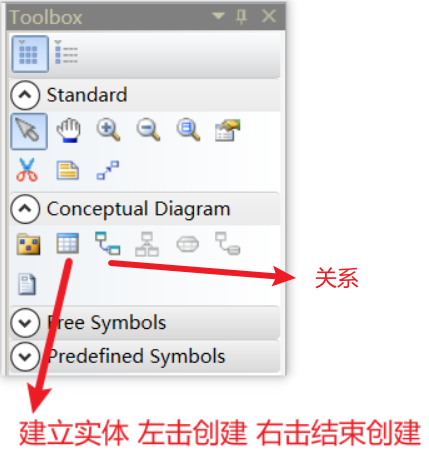 Toolbox
Standard
Conceptual Diagram
关系
Free Symbols
Predefined Symbols
建立实体 左击创建 右击结束创建